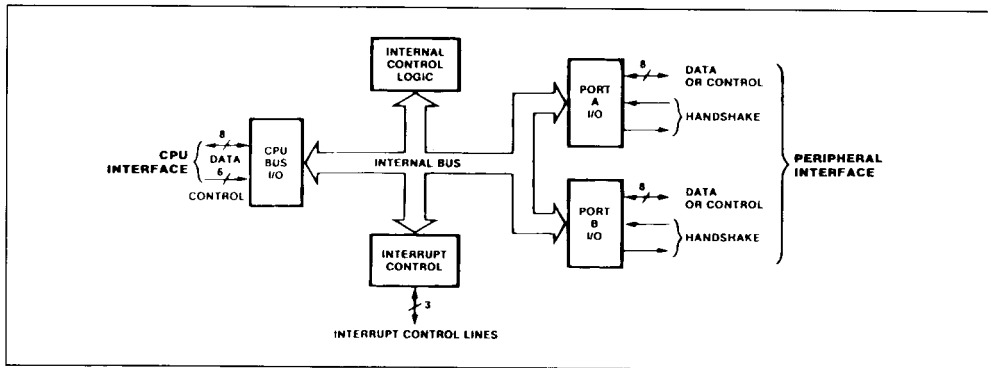 INTERNAL
CONTROL
LOGIC
CPU
INTERFACE
8
DATA
6
CONTROL
CPU
BUS
I/O
INTERNAL BUS
INTERRUPT
CONTROL
3
INTERRUPT CONTROL LINES
PORT
A
I/O
8
DATA
OR CONTROL
HANDSHAKE
PORT
B
I/O
8
DATA
OR CONTROL
HANDSHAKE
PERIPHERAL
INTERFACE